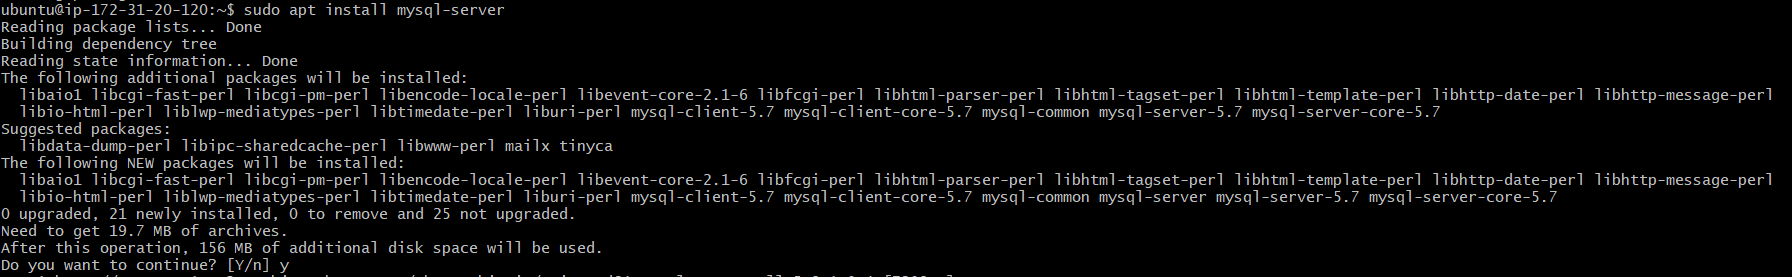 ubuntu@ip-172-31-20-120:~$ sudo apt install mysql-server
Reading package lists... Done
Building dependency tree
Reading state information... Done
The following additional packages will be installed:
  libaio1 libcgi-fast-perl libcgi-pm-perl libencode-locale-perl libevent-core-2.1-6 libfcgi-perl libhtml-parser-perl libhtml-tagset-perl libhtml-template-perl libhttp-date-perl libhttp-message-perl
  libio-html-perl liblwp-mediatypes-perl libtimedate-perl liburi-perl mysql-client-5.7 mysql-client-core-5.7 mysql-common mysql-server-5.7 mysql-server-core-5.7
Suggested packages:
  libdata-dump-perl libipc-sharedcache-perl libwww-perl mailx tinyca
The following NEW packages will be installed:
  libaio1 libcgi-fast-perl libcgi-pm-perl libencode-locale-perl libevent-core-2.1-6 libfcgi-perl libhtml-parser-perl libhtml-tagset-perl libhtml-template-perl libhttp-date-perl libhttp-message-perl
  libio-html-perl liblwp-mediatypes-perl libtimedate-perl liburi-perl mysql-client-5.7 mysql-client-core-5.7 mysql-common mysql-server mysql-server-5.7 mysql-server-core-5.7
0 upgraded, 21 newly installed, 0 to remove and 25 not upgraded.
Need to get 19.7 MB of archives.
After this operation, 156 MB of additional disk space will be used.
Do you want to continue? [Y/n] y